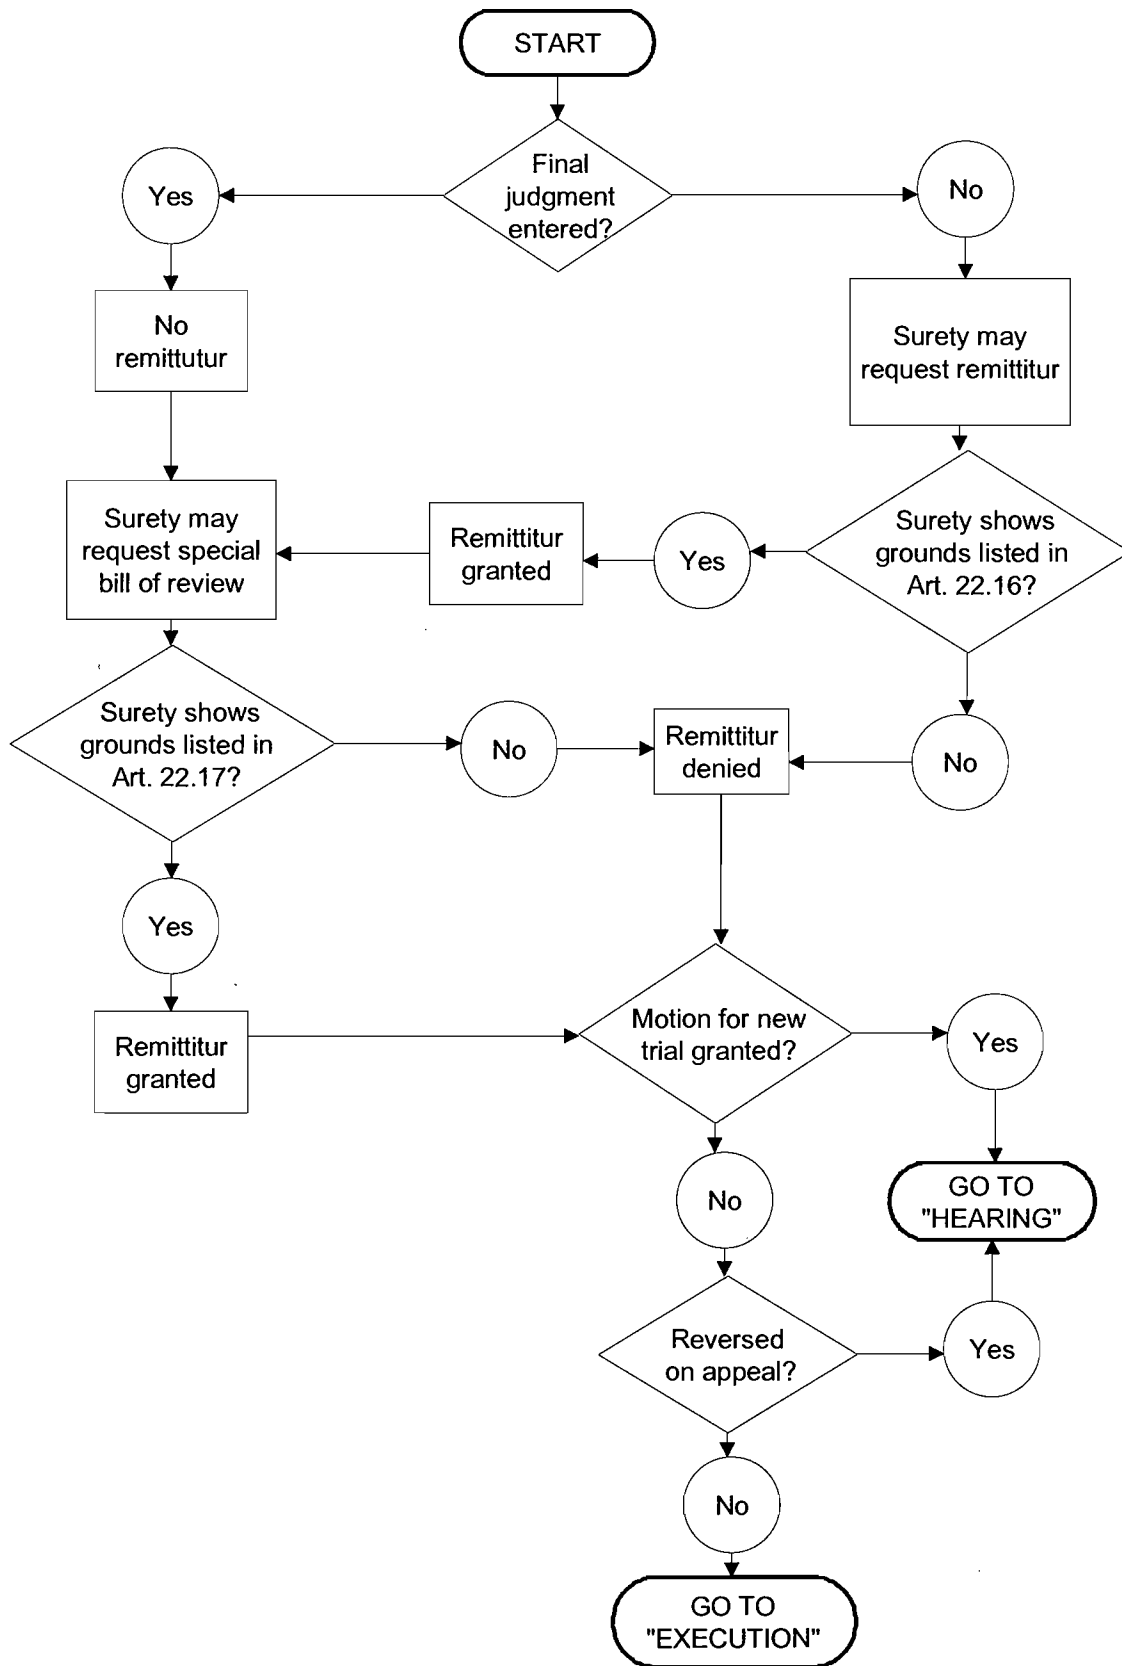 START
Final
judgment
entered?
Yes
No
No
remittutur
Surety may
request remittitur
Surety may
request special
bill of review
Remittitur
granted
Yes
Surety shows
grounds listed in
Art. 22.16?
Surety shows
grounds listed in
Art. 22.17?
No
Remittitur
denied
No
Yes
Remittitur
granted
Motion for new
trial granted?
Yes
No
GO TO
"HEARING"
Reversed
on appeal?
Yes
No
GO TO
"EXECUTION"